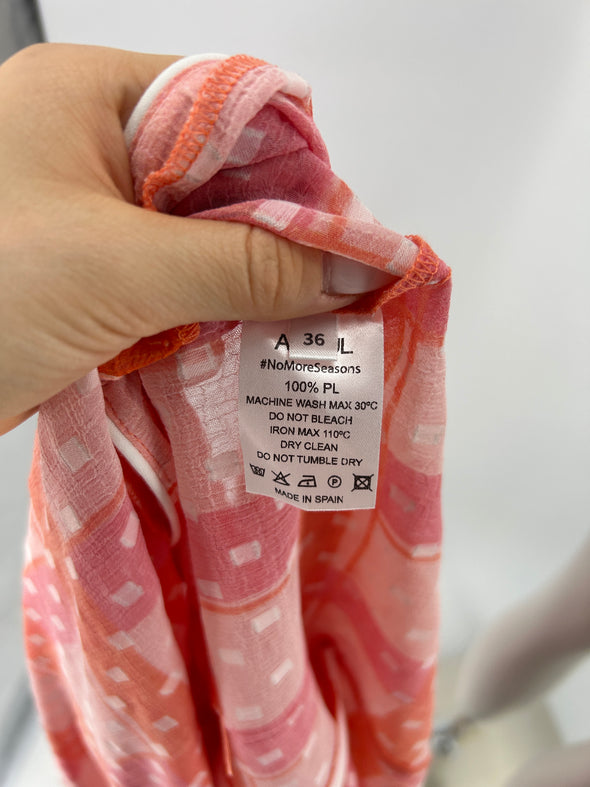 36
#NoMoreSeasons
100% PL
MACHINE WASH MAX 30ºC
DO NOT BLEACH
IRON MAX 110ºC
DRY CLEAN
DO NOT TUMBLE DRY
P
MADE IN SPAIN